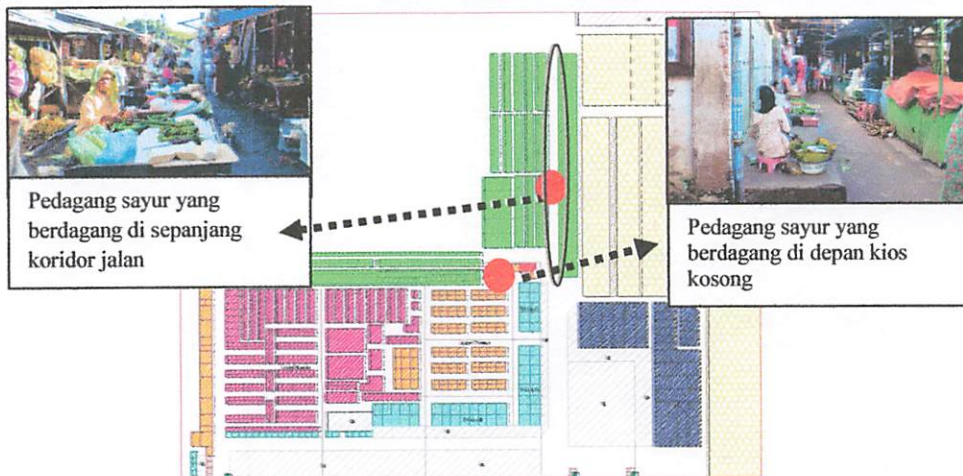 Pedagang sayur yang
berdagang di sepanjang
koridor jalan
Pedagang sayur yang
berdagang di depan kios
kosong